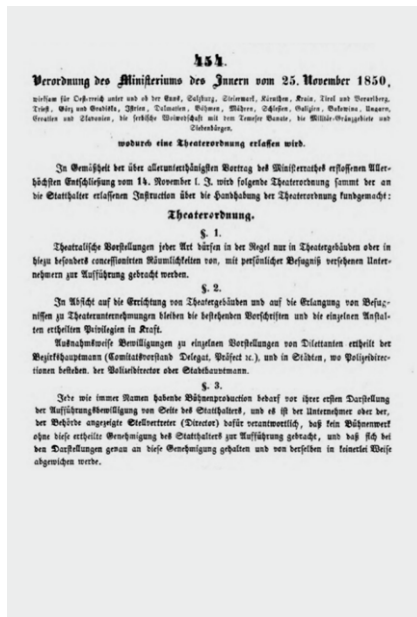 454.
Verordnung des Ministeriums des Innern vom 25. November 1850,
wirksam für Oesterreich unter und ob der Enns, Salzburg, Steiermark, Kärnthen, Krain, Tirol und Vorarlberg,
Triest, Görz und Gradiska, Istrien, Dalmatien, Böhmen, Mähren, Schlesien, Galizien, Bukowina, Ungarn,
Croatien und Slavonien, die serbische Woiwodschaft mit dem Temeser Banate, die Militär-Gränzgebiete und
Siebenbürgen,
wodurch eine Theaterordnung erlassen wird.
In Gemäßheit der über allerunterthänigsten Vortrag des Ministerrathes erflossenen Aller-
höchsten Entschließung vom 14. November l. J. wird folgende Theaterordnung sammt der an
die Statthalter erlassenen Instruction über die Handhabung der Theaterordnung kundgemacht:
Theaterordnung.
§. 1.
Theatralische Vorstellungen jeder Art dürfen in der Regel nur in Theatergebäuden oder in
hiezu besonders concessionirten Räumlichkeiten von, mit persönlicher Befugniß versehenen Unter-
nehmern zur Aufführung gebracht werden.
§. 2.
In Absicht auf die Errichtung von Theatergebäuden und auf die Erlangung von Befug-
nissen zu Theaterunternehmungen bleiben die bestehenden Vorschriften und die einzelnen Anstal-
ten ertheilten Privilegien in Kraft.
Ausnahmsweise Bewilligungen zu einzelnen Vorstellungen von Dilettanten ertheilt der
Bezirkshauptmann (Comitatsvorstand Delegat, Präfect ꝛc.), und in Städten, wo Polizeidirec-
tionen bestehen, der Polizeidirector oder Stadthauptmann.
§. 3.
Jede wie immer Namen habende Bühnenproduction bedarf vor ihrer ersten Darstellung
der Aufführungsbewilligung von Seite des Statthalters, und es ist der Unternehmer oder der,
der Behörde angezeigte Stellvertreter (Director) dafür verantwortlich, daß kein Bühnenwerk
ohne diese ertheilte Genehmigung des Statthalters zur Aufführung gebracht, und daß sich bei
den Darstellungen genau an diese Genehmigung gehalten und von derselben in keinerlei Weise
abgewichen werde.